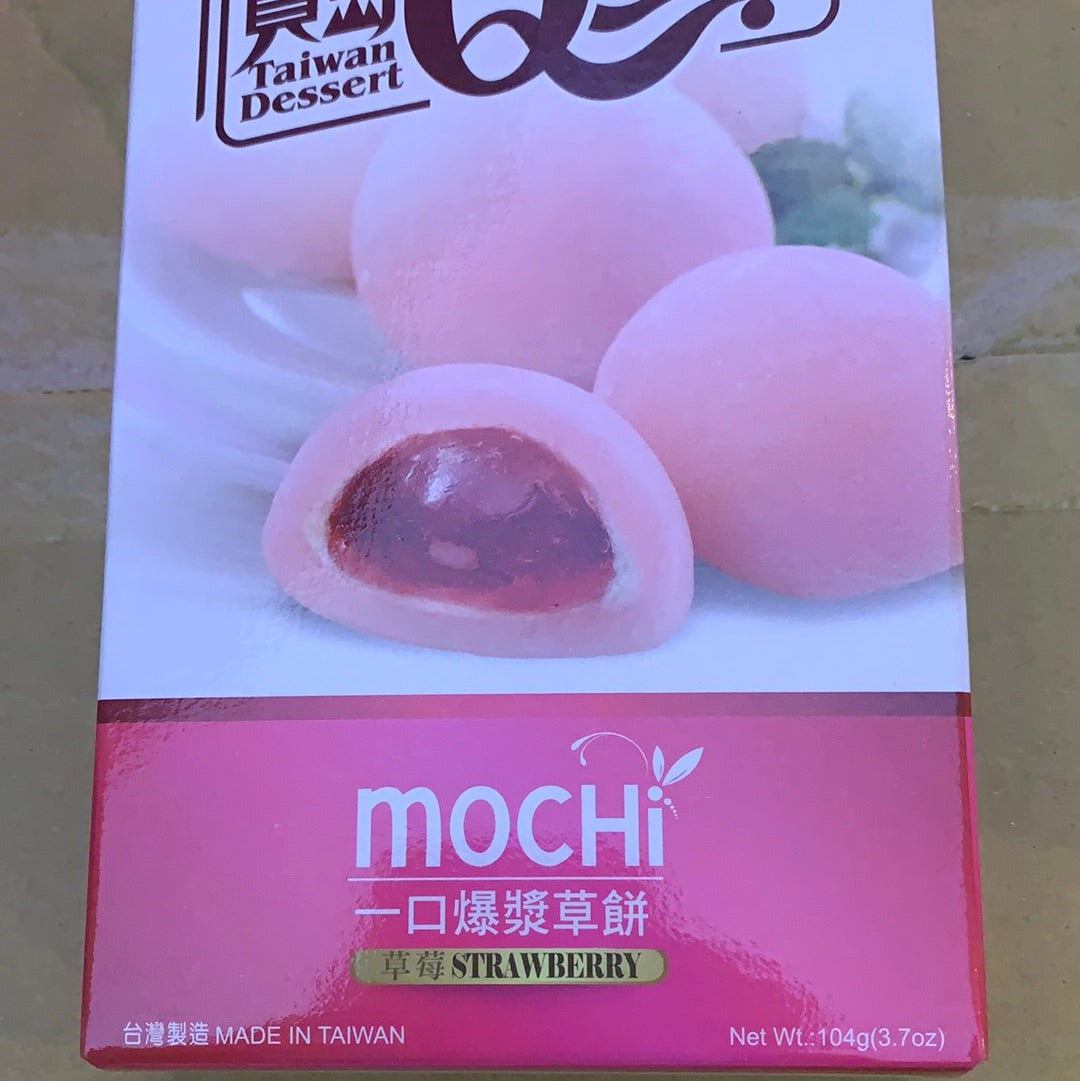 Taiwan
Dessert
mocHi
一口爆漿草餅
草莓 STRAWBERRY
台灣製造 MADE IN TAIWAN
Net Wt.:104g(3.7oz)